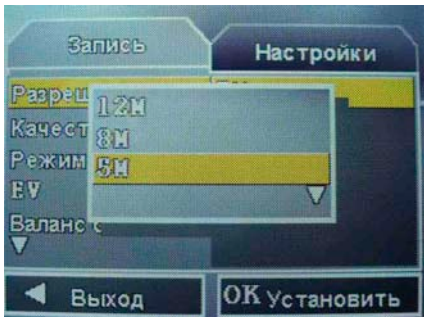 Запись
Настройки
Разреш
12M
Качест
8M
Режим
5M
EV
Баланс с
Выход
OK Установить